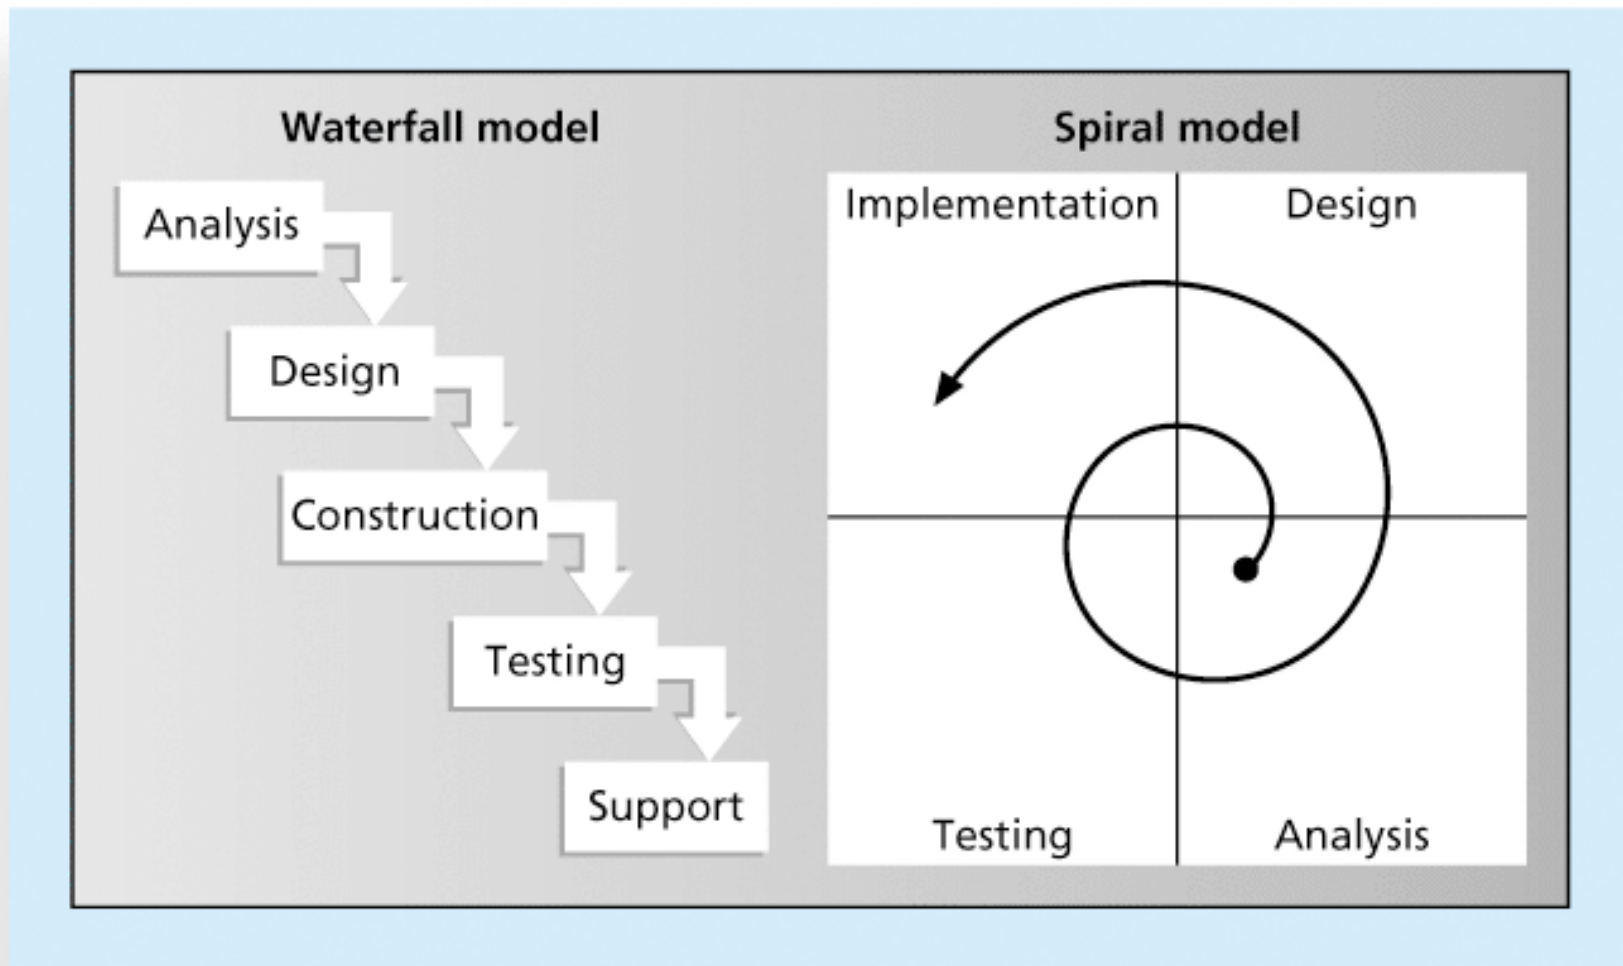 Waterfall model
Analysis
Design
Construction
Testing
Support
Spiral model
Implementation
Design
Testing
Analysis